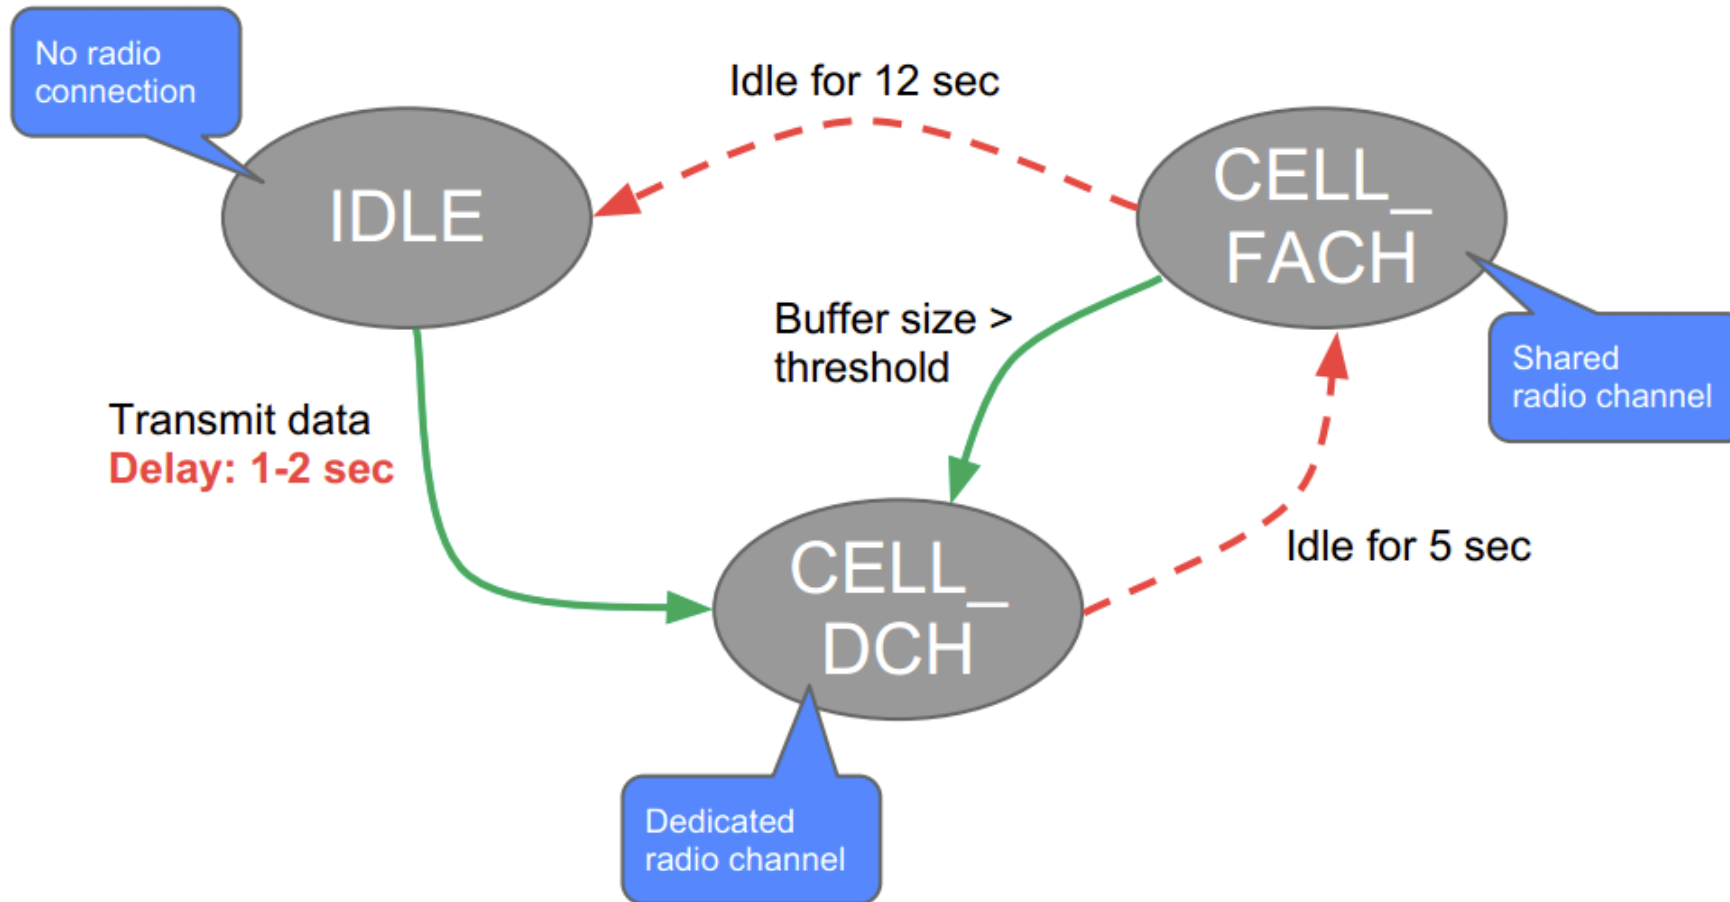 No radio
connection
Idle for 12 sec
IDLE
CELL_
FACH
Buffer size >
threshold
Shared
radio channel
Transmit data
Delay: 1-2 sec
Idle for 5 sec
CELL_
DCH
Dedicated
radio channel